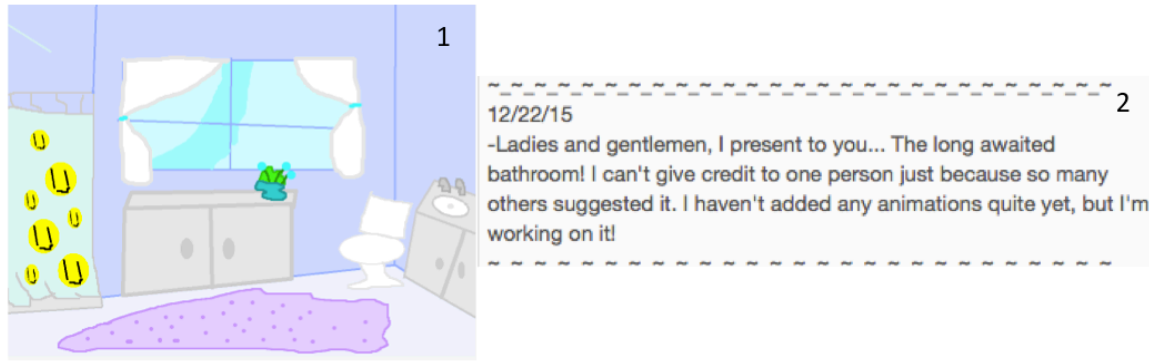 1
~_~_~_~_~_~_~_~_~_~_~_~_~_~_~_~_~_~_~_~_~_~_~_~_~_~_~
2
12/22/15
-Ladies and gentlemen, I present to you... The long awaited
bathroom! I can't give credit to one person just because so many
others suggested it. I haven't added any animations quite yet, but I'm
working on it!
~ ~ ~ ~ ~ ~ ~ ~ ~ ~ ~ ~ ~ ~ ~ ~ ~ ~ ~ ~ ~ ~ ~ ~ ~ ~ ~